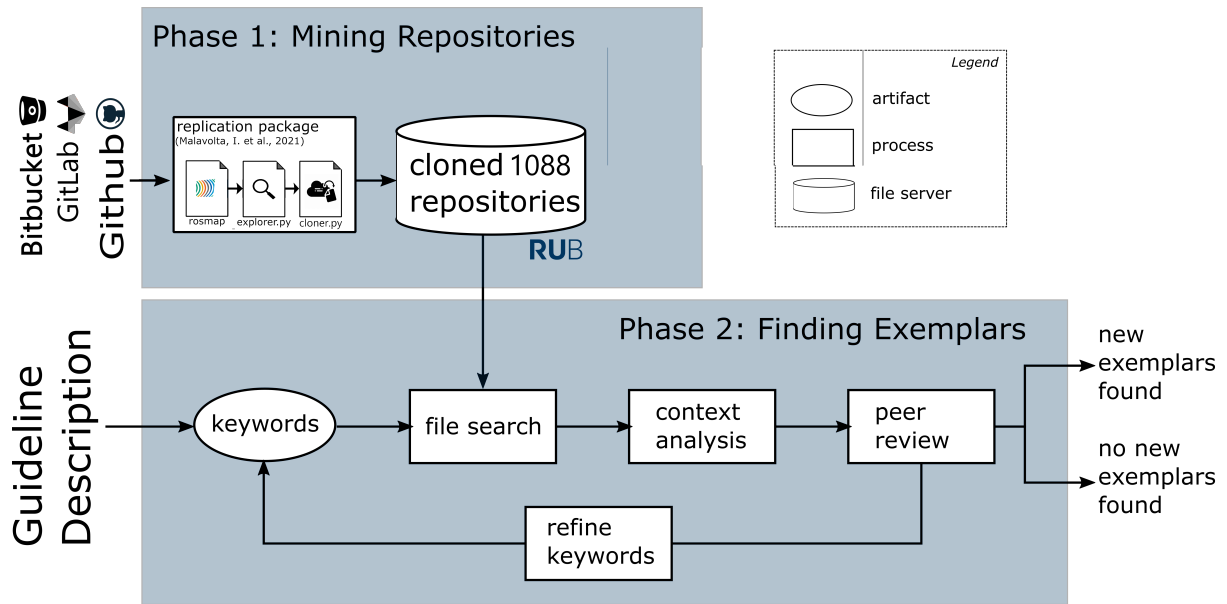 Phase 1: Mining Repositories
Bitbucket
GitLab
Github
replication package
(Malavolta, I. et al., 2021)
rosmap
explorer.py
cloner.py
cloned 1088
repositories
RUB
Legend
artifact
process
file server
Phase 2: Finding Exemplars
Guideline
Description
keywords
file search
context
analysis
peer
review
refine
keywords
new
exemplars
found
no new
exemplars
found